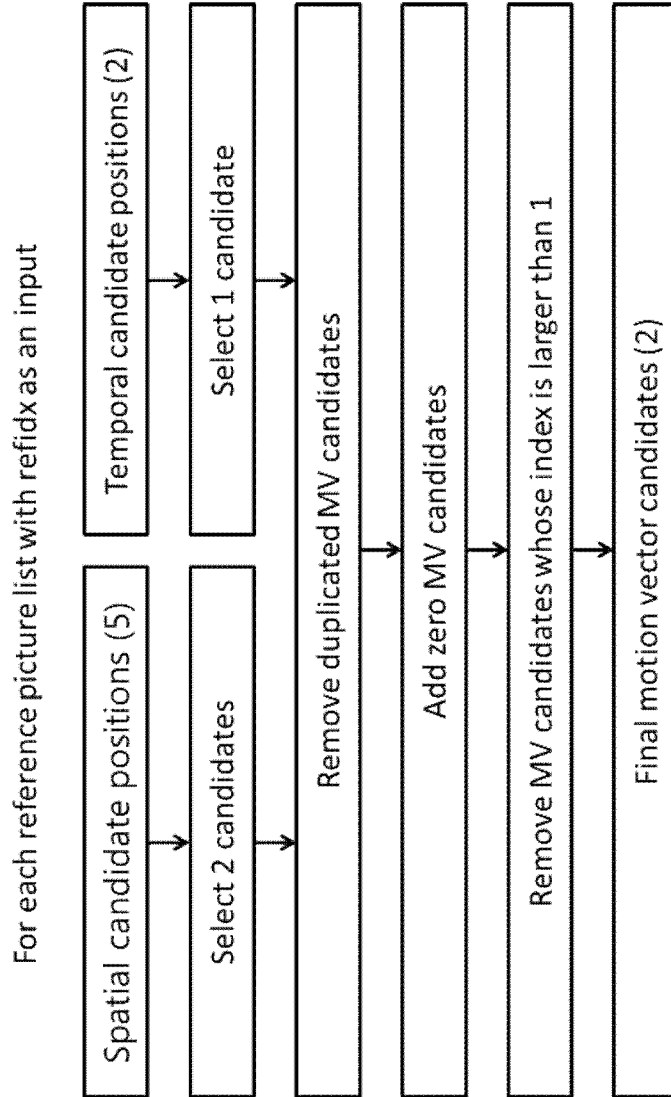 For each reference picture list with refidx as an input
Spatial candidate positions (5)
Temporal candidate positions (2)
Select 2 candidates
Select 1 candidate
Remove duplicated MV candidates
Add zero MV candidates
Remove MV candidates whose index is larger than 1
Final motion vector candidates (2)